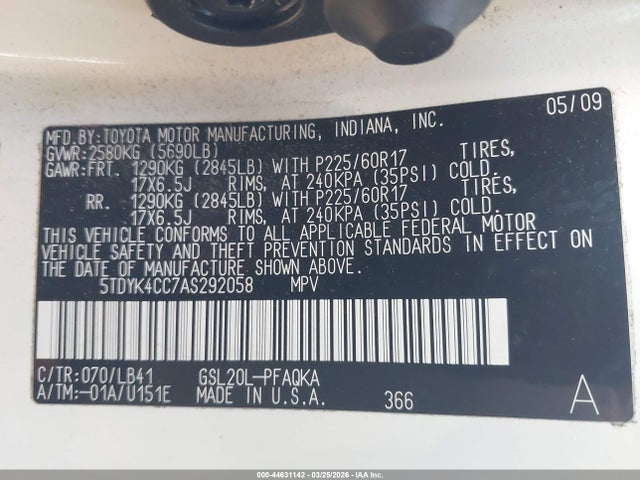 05/09
MFD.BY:TOYOTA MOTOR MANUFACTURING, INDIANA, INC.
GVWR:2580KG (5690LB)
GAWR:FRT. 1290KG (2845LB) WITH P225/60R17 TIRES,
17X6.5J RIMS, AT 240KPA (35PSI) COLD.
RR. 1290KG (2845LB) WITH P225/60R17 TIRES,
17X6.5J RIMS, AT 240KPA (35PSI) COLD.
THIS VEHICLE CONFORMS TO ALL APPLICABLE FEDERAL MOTOR
VEHICLE SAFETY AND THEFT PREVENTION STANDARDS IN EFFECT ON
THE DATE OF MANUFACTURE SHOWN ABOVE.
5TDYK4CC7AS292058 MPV
C/TR:070/LB41 GSL20L-PFAQKA
A/TM:-01A/U151E MADE IN U.S.A. 366 A
000-44631142 - 03/25/2026 - IAAI Inc.